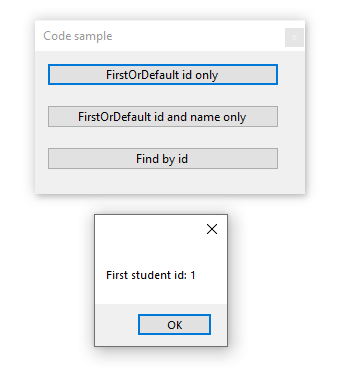 Code sample
FirstOrDefault id only
FirstOrDefault id and name only
Find by id
First student id: 1
OK